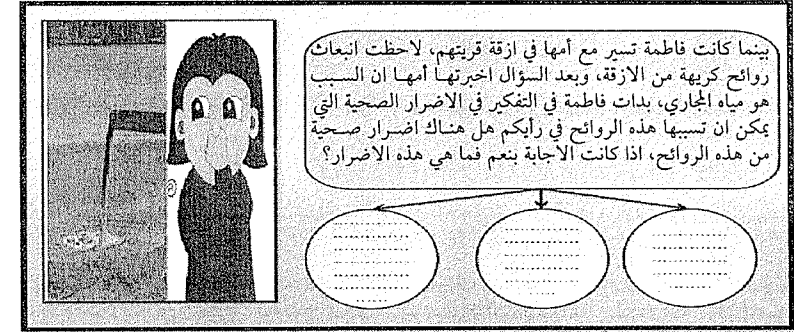 بينما كانت فاطمة تسير مع أمها في ازقة قريتهم، لاحظت انبعاث
روائح كريهة من الازقة، وبعد السؤال اخبرتها أمها ان السبب
هو مياه المجاري، بدات فاطمة في التفكير في الاضرار الصحية التي
يمكن ان تسببها هذه الروائح في رأيكم هل هناك اضرار صحية
من هذه الروائح، اذا كانت الاجابة بنعم فما هي هذه الاضرار؟